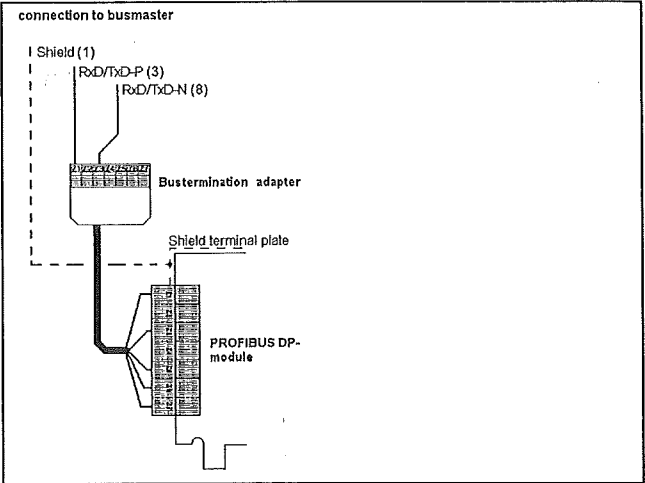 connection to busmaster
Shield (1)
RxD/TxD-P (3)
RxD/TxD-N (8)
Bustermination adapter
Shield terminal plate
PROFIBUS DP-
module